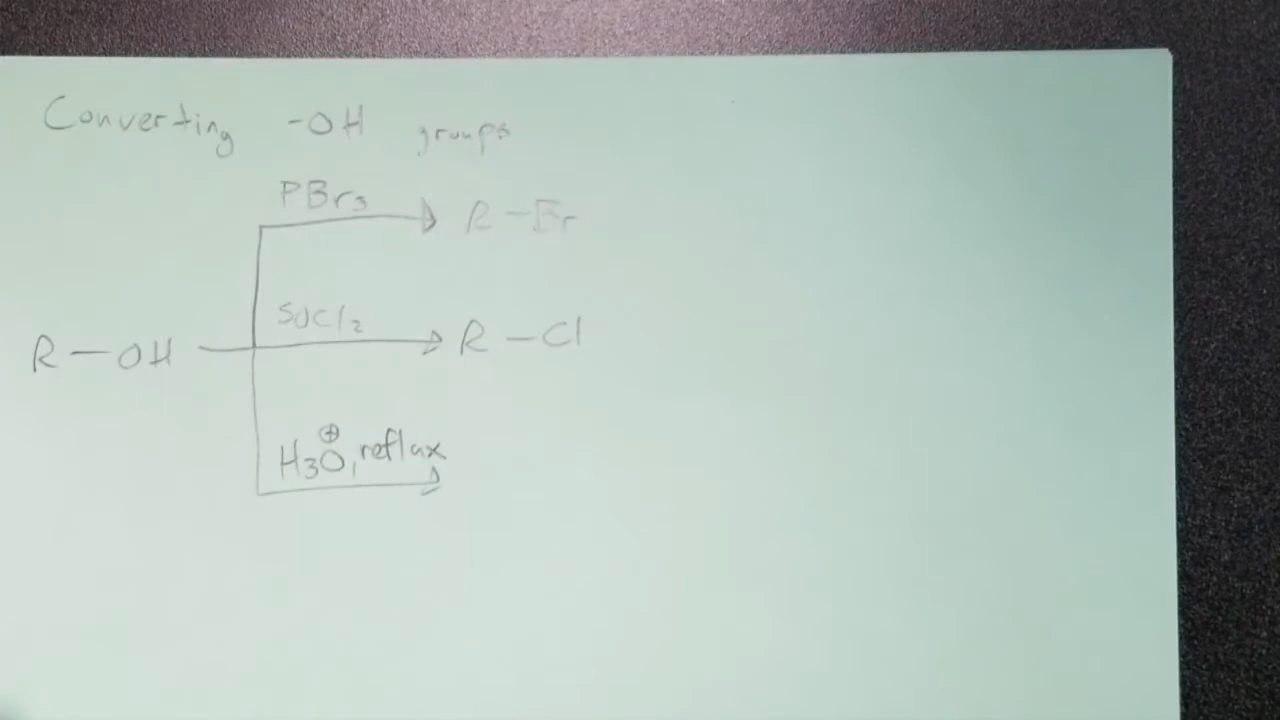 Converting -OH groups
PBr3
R-Br
SOCl2
R-OH
R-Cl
H3O⊕, reflux